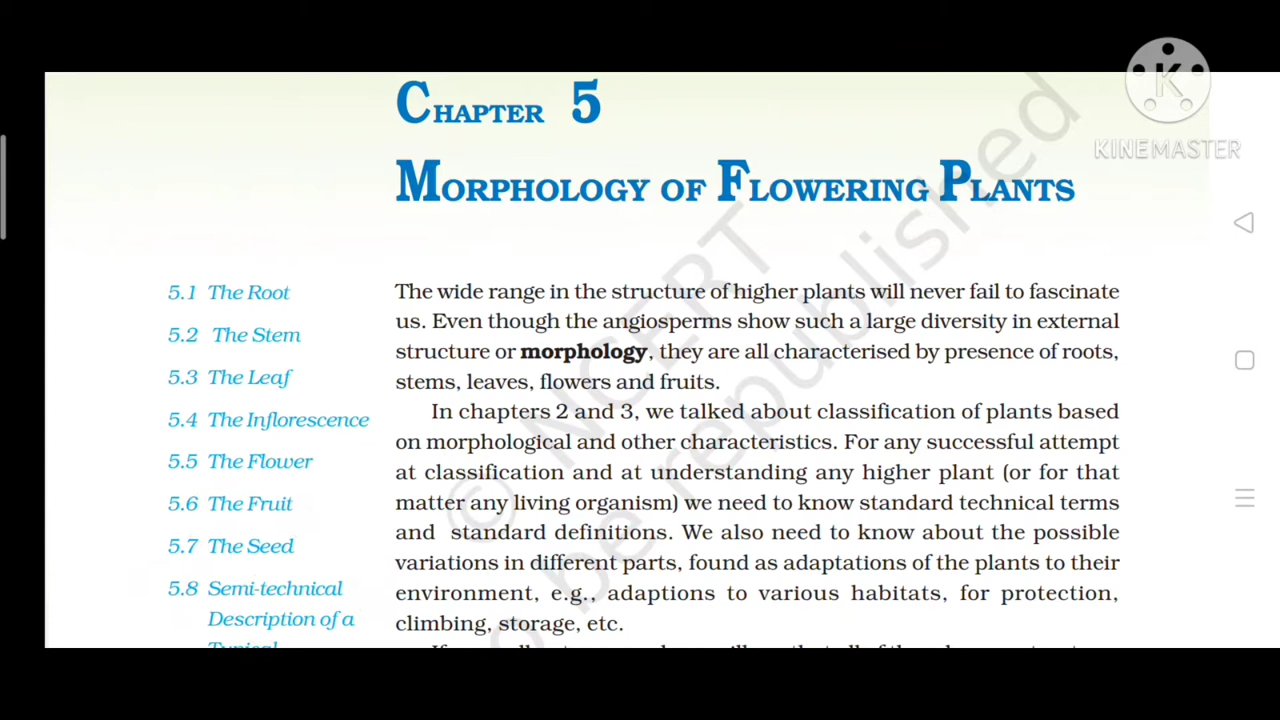 CHAPTER 5
MORPHOLOGY OF FLOWERING PLANTS
KINEMASTER
5.1 The Root
5.2 The Stem
5.3 The Leaf
5.4 The Inflorescence
5.5 The Flower
5.6 The Fruit
5.7 The Seed
5.8 Semi-technical
Description of a
Typical
The wide range in the structure of higher plants will never fail to fascinate
us. Even though the angiosperms show such a large diversity in external
structure or morphology, they are all characterised by presence of roots,
stems, leaves, flowers and fruits.
In chapters 2 and 3, we talked about classification of plants based
on morphological and other characteristics. For any successful attempt
at classification and at understanding any higher plant (or for that
matter any living organism) we need to know standard technical terms
and standard definitions. We also need to know about the possible
variations in different parts, found as adaptations of the plants to their
environment, e.g., adaptions to various habitats, for protection,
climbing, storage, etc.
© NCERT
o be republished